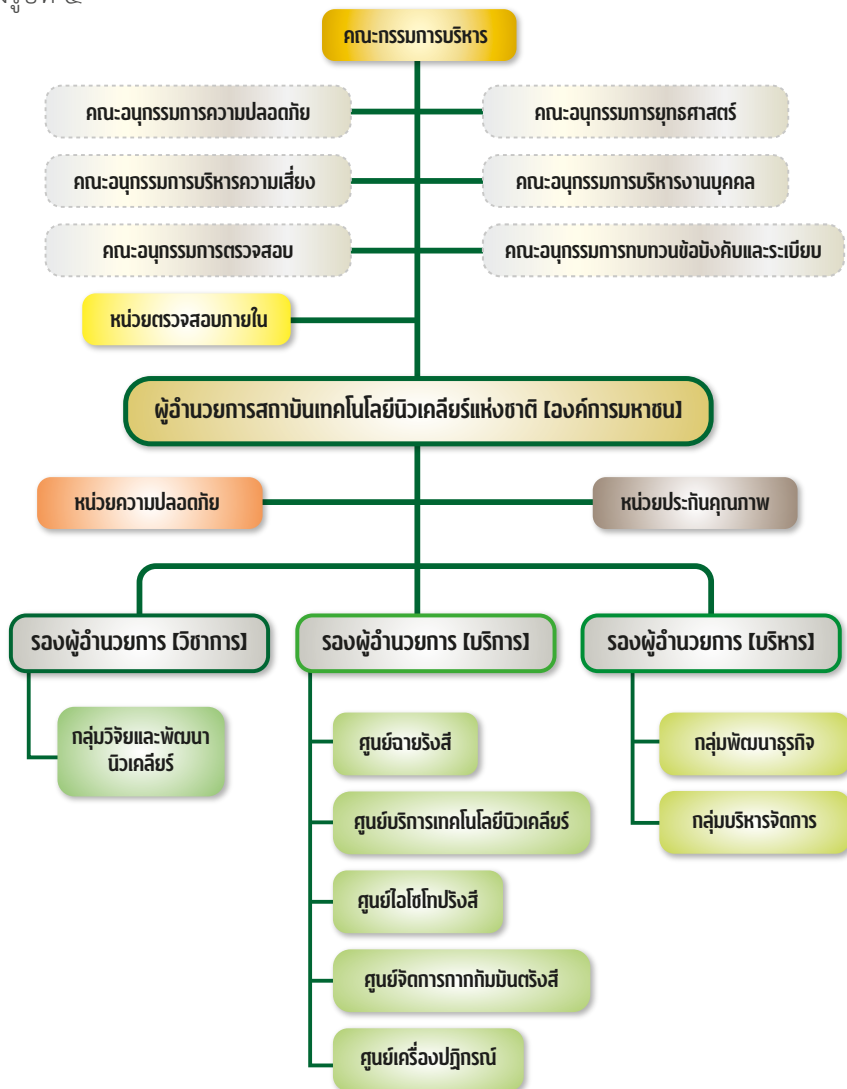 รูปที่ ๕
คณะกรรมการบริหาร
คณะอนุกรรมการความปลอดภัย
คณะอนุกรรมการยุทธศาสตร์
คณะอนุกรรมการบริหารความเสี่ยง
คณะอนุกรรมการบริหารงานบุคคล
คณะอนุกรรมการตรวจสอบ
คณะอนุกรรมการทบทวนข้อบังคับและระเบียบ
หน่วยตรวจสอบภายใน
ผู้อำนวยการสถาบันเทคโนโลยีนิวเคลียร์แห่งชาติ [องค์การมหาชน]
หน่วยความปลอดภัย
หน่วยประกันคุณภาพ
รองผู้อำนวยการ [วิชาการ]
รองผู้อำนวยการ [บริการ]
รองผู้อำนวยการ [บริหาร]
กลุ่มวิจัยและพัฒนา
นิวเคลียร์
ศูนย์ฉายรังสี
ศูนย์บริการเทคโนโลยีนิวเคลียร์
ศูนย์ไอโซโทปรังสี
ศูนย์จัดการกากกัมมันตรังสี
ศูนย์เครื่องปฏิกรณ์
กลุ่มพัฒนาธุรกิจ
กลุ่มบริหารจัดการ